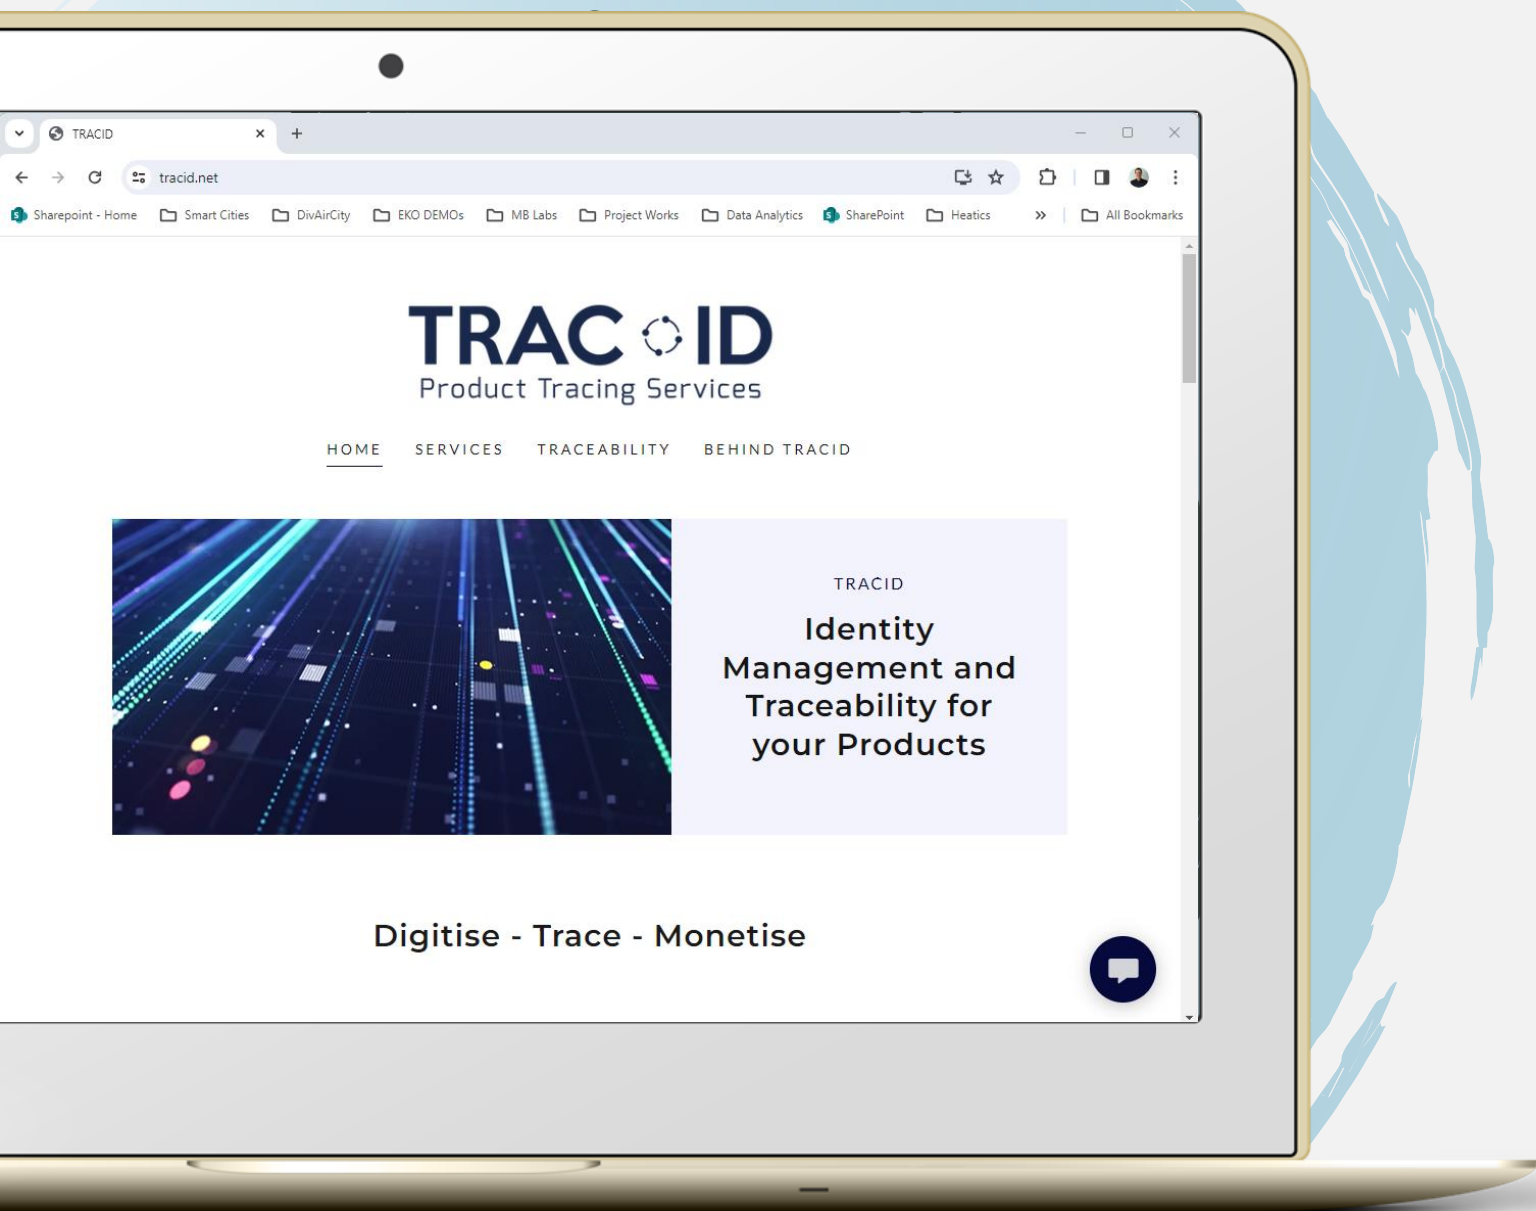 TRACID
tracid.net
Sharepoint - Home Smart Cities DivAirCity EKO DEMOs MB Labs Project Works Data Analytics SharePoint Heatics All Bookmarks
TRAC ID
Product Tracing Services
HOME SERVICES TRACEABILITY BEHIND TRACID
TRACID
Identity
Management and
Traceability for
your Products
Digitise - Trace - Monetise